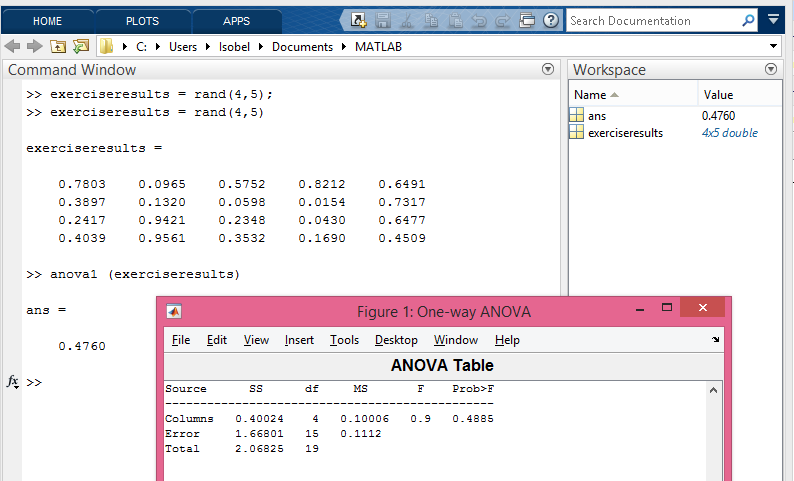 HOME PLOTS APPS Search Documentation
C: Users Isobel Documents MATLAB
Command Window
>> exerciseresults = rand(4,5);
>> exerciseresults = rand(4,5)
exerciseresults =
0.7803 0.0965 0.5752 0.8212 0.6491
0.3897 0.1320 0.0598 0.0154 0.7317
0.2417 0.9421 0.2348 0.0430 0.6477
0.4039 0.9561 0.3532 0.1690 0.4509
>> anova1 (exerciseresults)
ans =
0.4760
fx >>
Workspace
Name Value
ans 0.4760
exerciseresults 4x5 double
Figure 1: One-way ANOVA
File Edit View Insert Tools Desktop Window Help
ANOVA Table
Source SS df MS F Prob>F
Columns 0.40024 4 0.10006 0.9 0.4885
Error 1.66801 15 0.1112
Total 2.06825 19